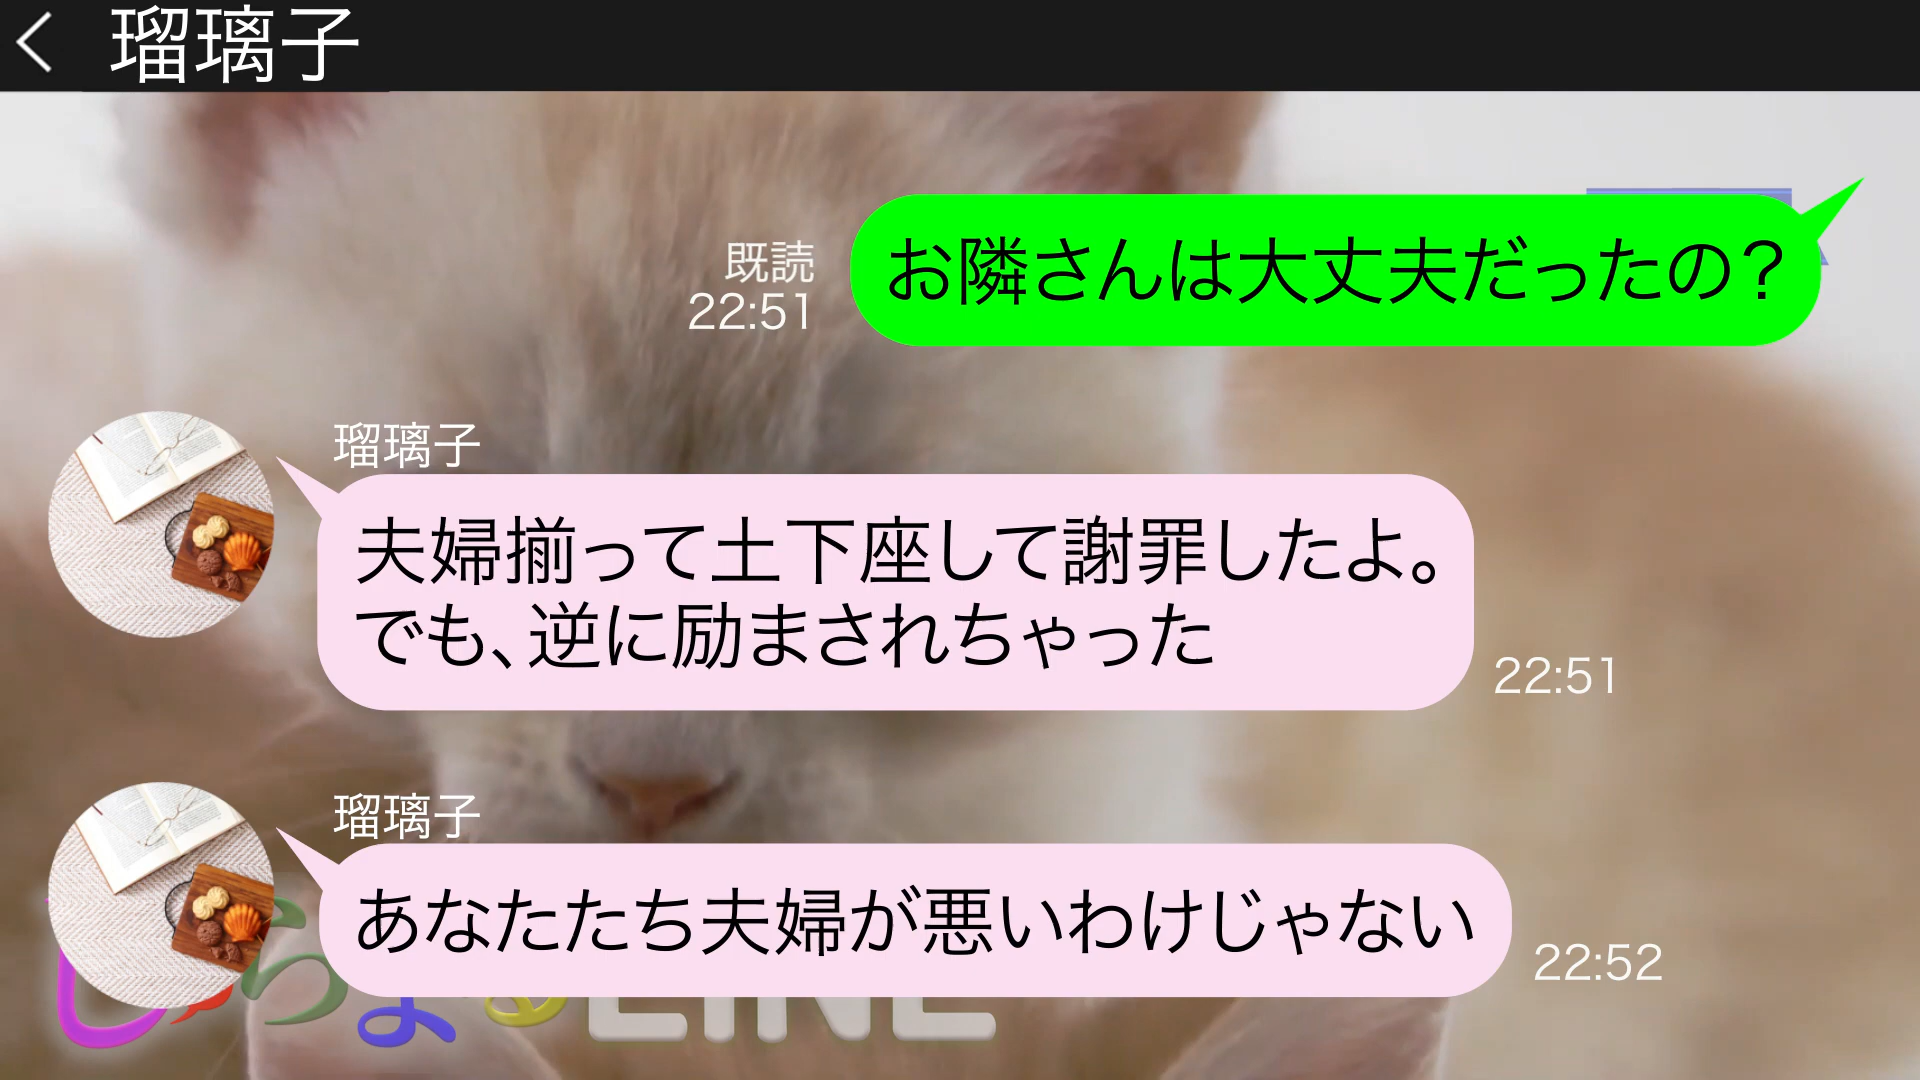 瑠璃子
お隣さんは大丈夫だったの？
既読
22:51
瑠璃子
夫婦揃って土下座して謝罪したよ。
でも、逆に励まされちゃった
22:51
瑠璃子
あなたたち夫婦が悪いわけじゃない
22:52
LINE